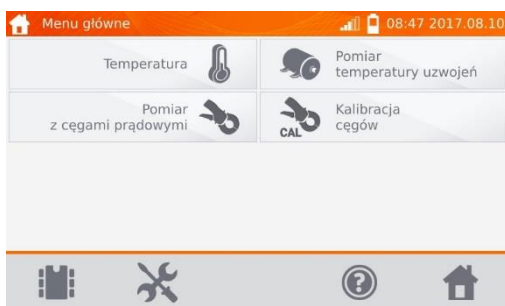 Menu główne
08:47 2017.08.10
Temperatura
Pomiar
temperatury uzwojeń
Pomiar
z cęgami prądowymi
CAL
Kalibracja
cęgów
?